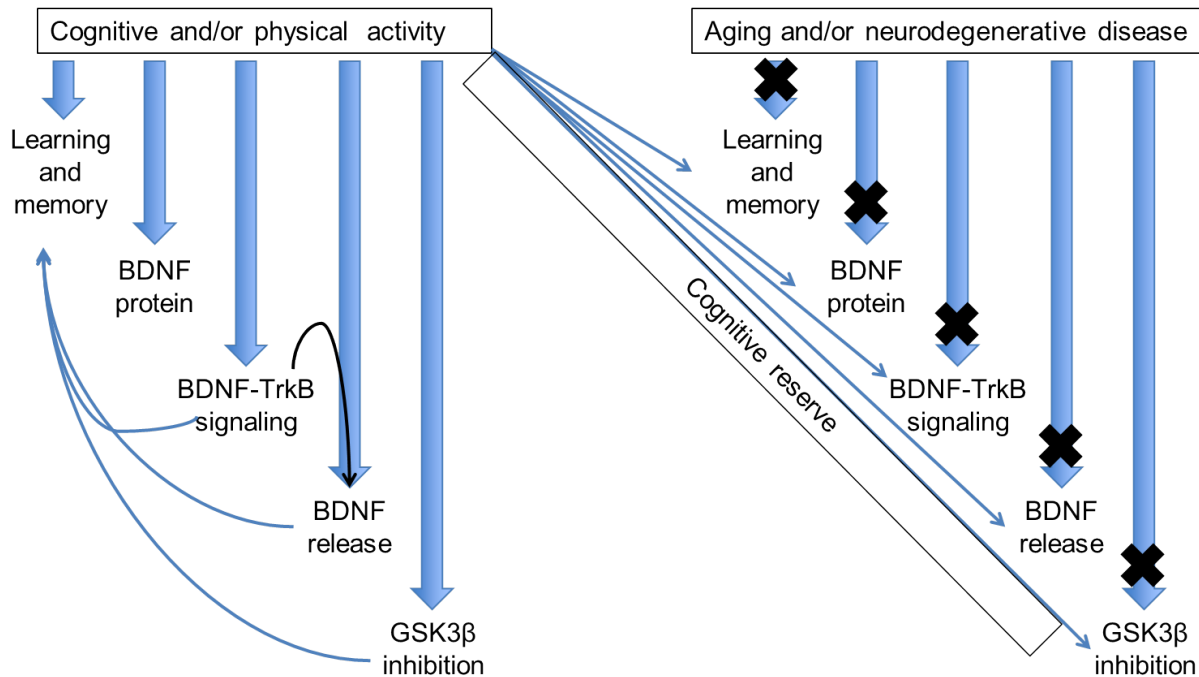 Cognitive and/or physical activity
Learning
and
memory
BDNF
protein
BDNF-TrkB
signaling
BDNF
release
GSK3β
inhibition
Cognitive reserve
Aging and/or neurodegenerative disease
Learning
and
memory
BDNF
protein
BDNF-TrkB
signaling
BDNF
release
GSK3β
inhibition